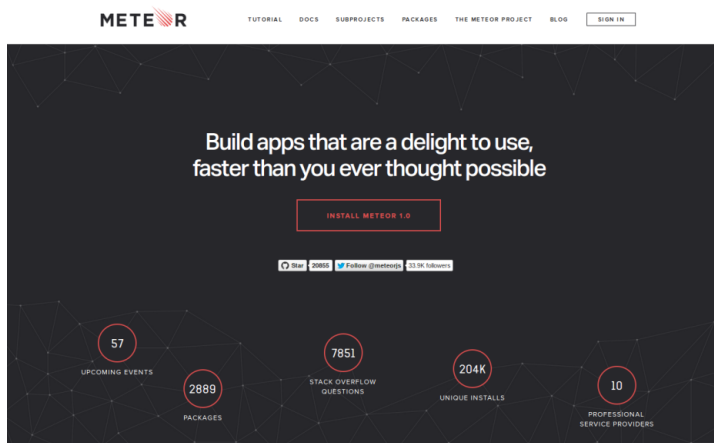 METEOR
TUTORIAL DOCS SUBPROJECTS PACKAGES THE METEOR PROJECT BLOG SIGN IN
Build apps that are a delight to use,
faster than you ever thought possible
INSTALL METEOR 1.0
Star 20855 Follow @meteorjs 33.9K followers
57
UPCOMING EVENTS
2889
PACKAGES
7851
STACK OVERFLOW
QUESTIONS
204K
UNIQUE INSTALLS
10
PROFESSIONAL
SERVICE PROVIDERS